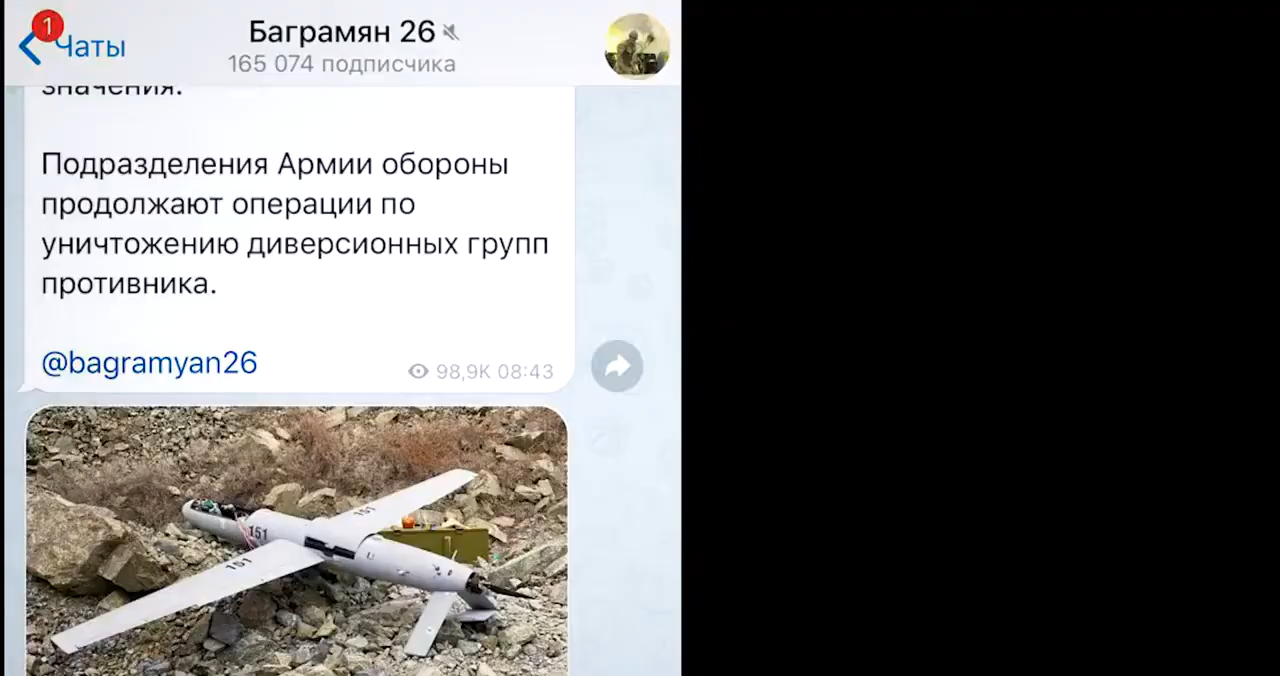 1
Чаты
Баграмян 26
165 074 подписчика
значения.
Подразделения Армии обороны
продолжают операции по
уничтожению диверсионных групп
противника.
@bagramyan26
98,9K 08:43
151
151
151